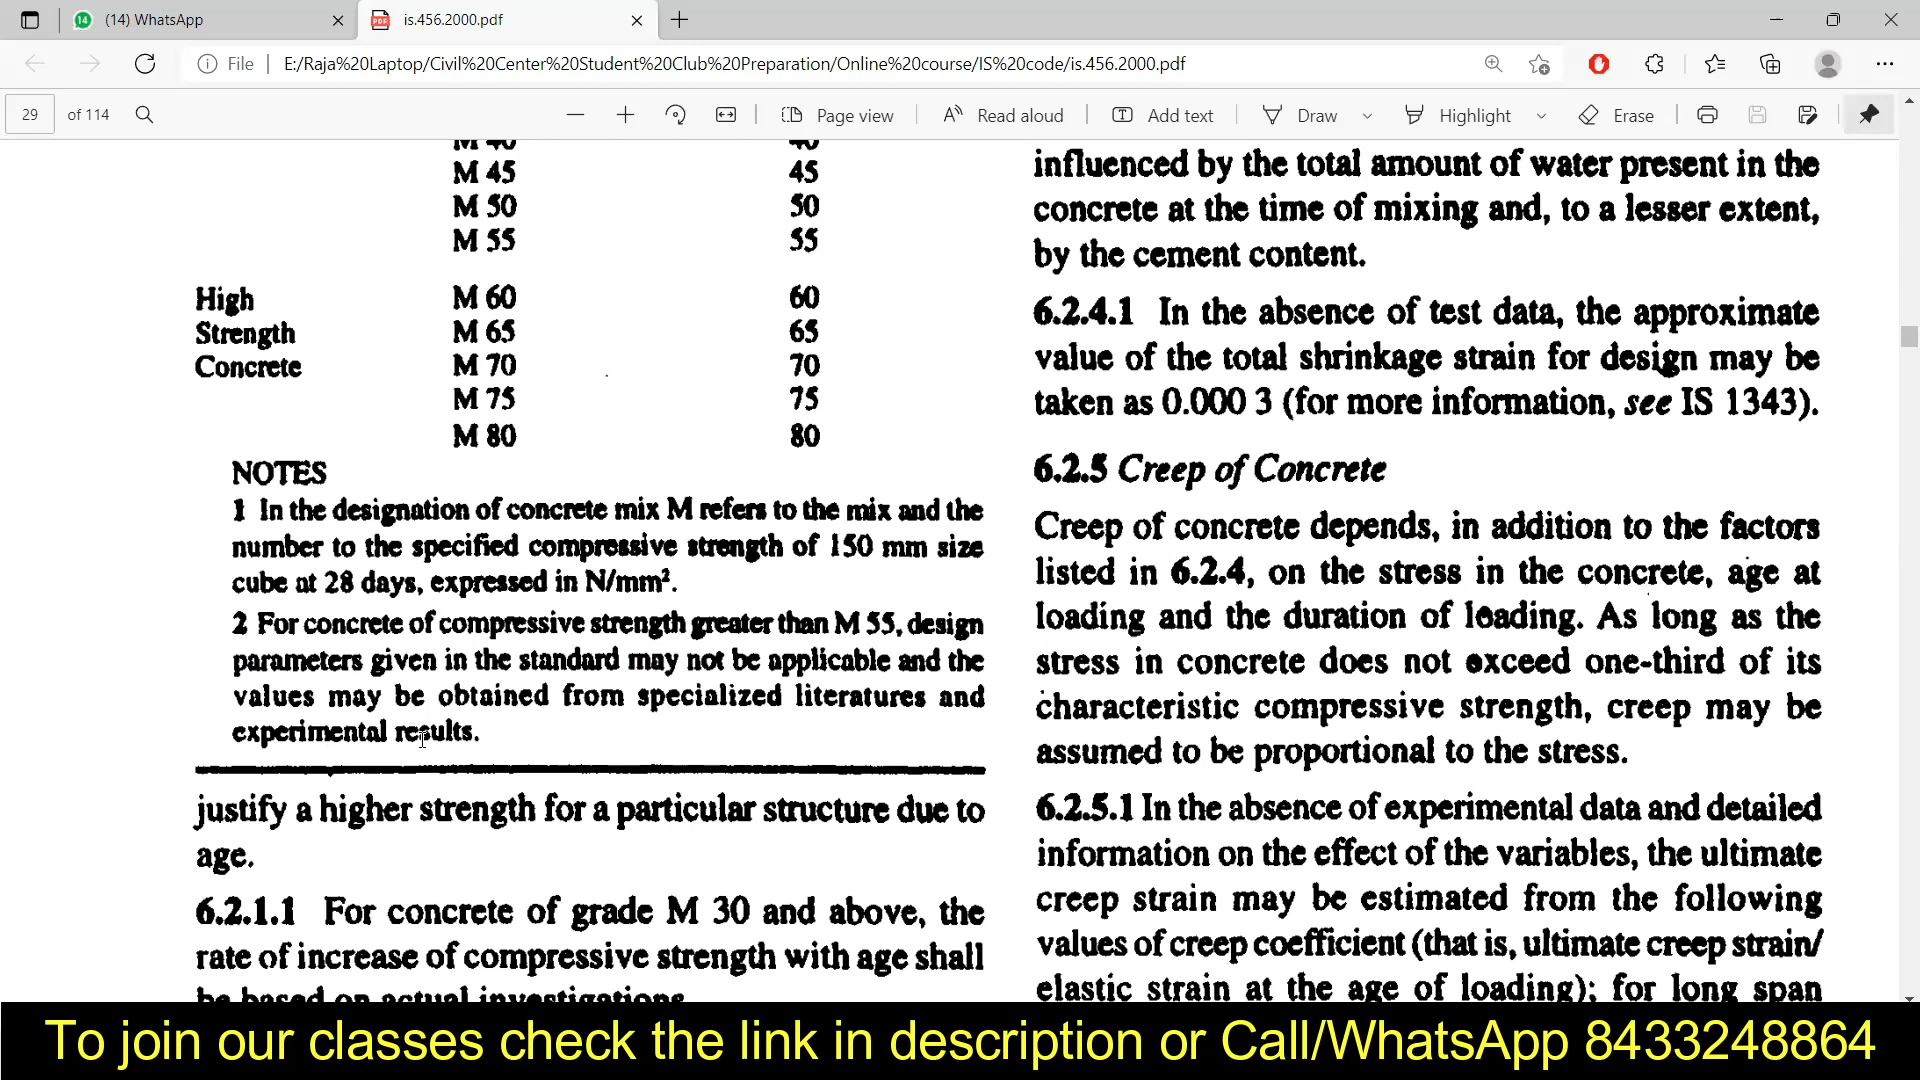 14 (14) WhatsApp
PDF is.456.2000.pdf
File E:/Raja%20Laptop/Civil%20Center%20Student%20Club%20Preparation/Online%20course/IS%20code/is.456.2000.pdf
29 of 114 Page view Read aloud Add text Draw Highlight Erase
M 40 40
M 45 45
M 50 50
M 55 55
High M 60 60
Strength M 65 65
Concrete M 70 70
M 75 75
M 80 80
NOTES
1 In the designation of concrete mix M refers to the mix and the
number to the specified compressive strength of 150 mm size
cube at 28 days, expressed in N/mm².
2 For concrete of compressive strength greater than M 55, design
parameters given in the standard may not be applicable and the
values may be obtained from specialized literatures and
experimental results.
justify a higher strength for a particular structure due to
age.
6.2.1.1 For concrete of grade M 30 and above, the
rate of increase of compressive strength with age shall
be based on actual investigations.
influenced by the total amount of water present in the
concrete at the time of mixing and, to a lesser extent,
by the cement content.
6.2.4.1 In the absence of test data, the approximate
value of the total shrinkage strain for design may be
taken as 0.000 3 (for more information, see IS 1343).
6.2.5 Creep of Concrete
Creep of concrete depends, in addition to the factors
listed in 6.2.4, on the stress in the concrete, age at
loading and the duration of loading. As long as the
stress in concrete does not exceed one-third of its
characteristic compressive strength, creep may be
assumed to be proportional to the stress.
6.2.5.1 In the absence of experimental data and detailed
information on the effect of the variables, the ultimate
creep strain may be estimated from the following
values of creep coefficient (that is, ultimate creep strain/
elastic strain at the age of loading); for long span
To join our classes check the link in description or Call/WhatsApp 8433248864